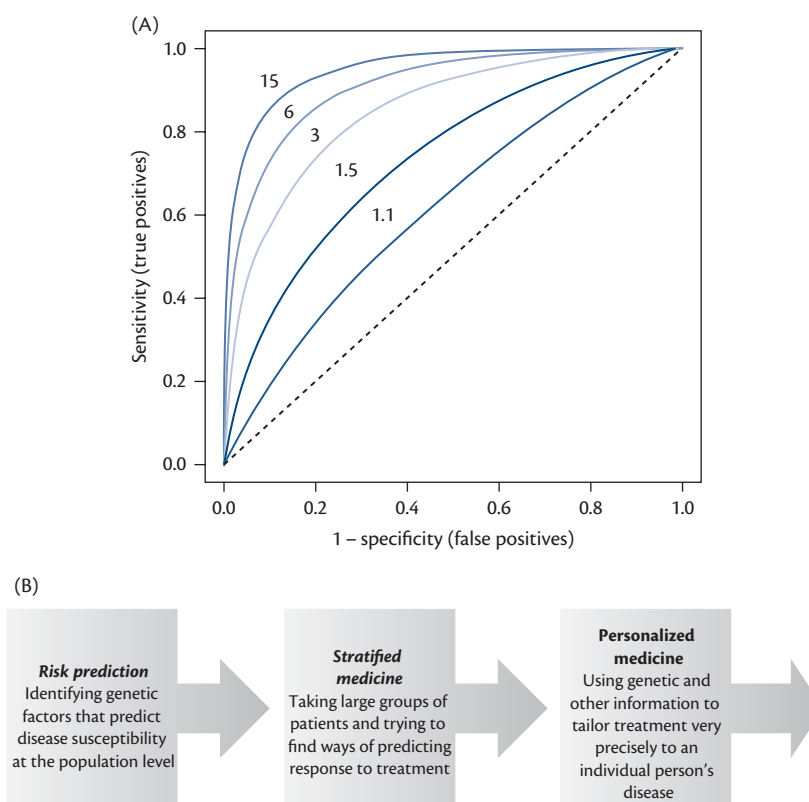 (A)
1.0
0.8
0.6
0.4
0.2
0.0
Sensitivity (true positives)
15
6
3
1.5
1.1
0.0
0.2
0.4
0.6
0.8
1.0
1 – specificity (false positives)
(B)
Risk prediction
Identifying genetic
factors that predict
disease susceptibility
at the population level
Stratified
medicine
Taking large groups of
patients and trying to
find ways of predicting
response to treatment
Personalized
medicine
Using genetic and
other information to
tailor treatment very
precisely to an
individual person's
disease